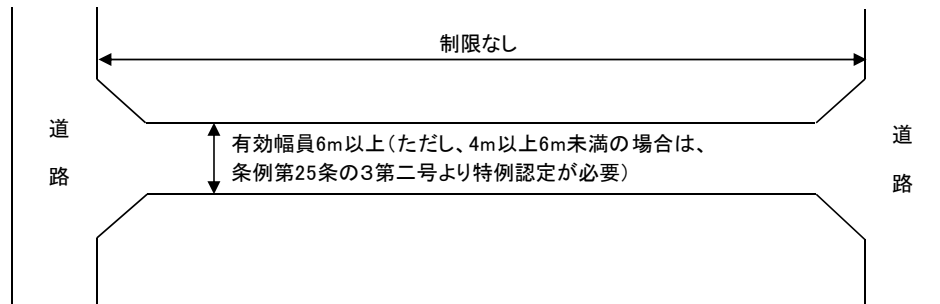 制限なし
道路
有効幅員6m以上(ただし、4m以上6m未満の場合は、
条例第25条の3第二号より特例認定が必要)
道路